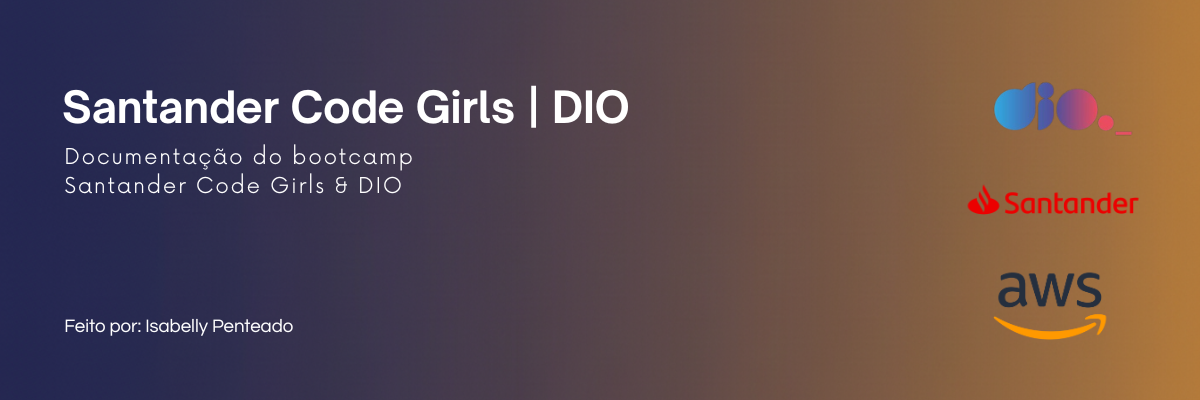 Santander Code Girls | DIO
Documentação do bootcamp
Santander Code Girls & DIO
Feito por: Isabelly Penteado
dio._
Santander
aws